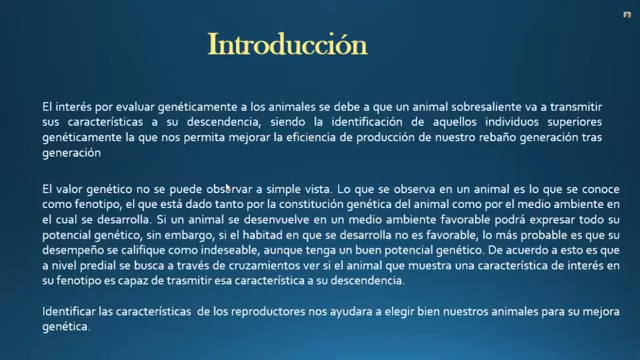 Introducción
El interés por evaluar genéticamente a los animales se debe a que un animal sobresaliente va a transmitir
sus características a su descendencia, siendo la identificación de aquellos individuos superiores
genéticamente la que nos permita mejorar la eficiencia de producción de nuestro rebaño generación tras
generación
El valor genético no se puede observar a simple vista. Lo que se observa en un animal es lo que se conoce
como fenotipo, el que está dado tanto por la constitución genética del animal como por el medio ambiente en
el cual se desarrolla. Si un animal se desenvuelve en un medio ambiente favorable podrá expresar todo su
potencial genético, sin embargo, si el habitad en que se desarrolla no es favorable, lo más probable es que su
desempeño se califique como indeseable, aunque tenga un buen potencial genético. De acuerdo a esto es que
a nivel predial se busca a través de cruzamientos ver si el animal que muestra una característica de interés en
su fenotipo es capaz de trasmitir esa característica a su descendencia.
Identificar las características de los reproductores nos ayudara a elegir bien nuestros animales para su mejora
genética.